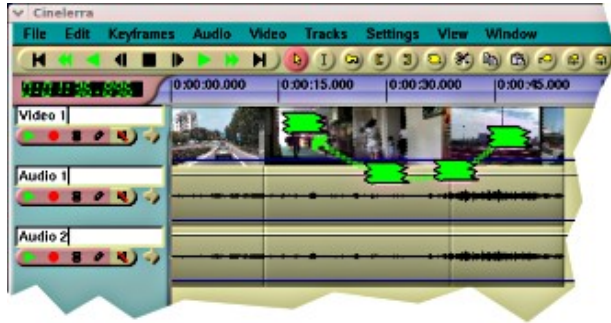 Cinelerra
File Edit Keyframes Audio Video Tracks Settings View Window
0:00:00.000 0:00:15.000 0:00:30.000 0:00:45.000
Video 1
Audio 1
Audio 2